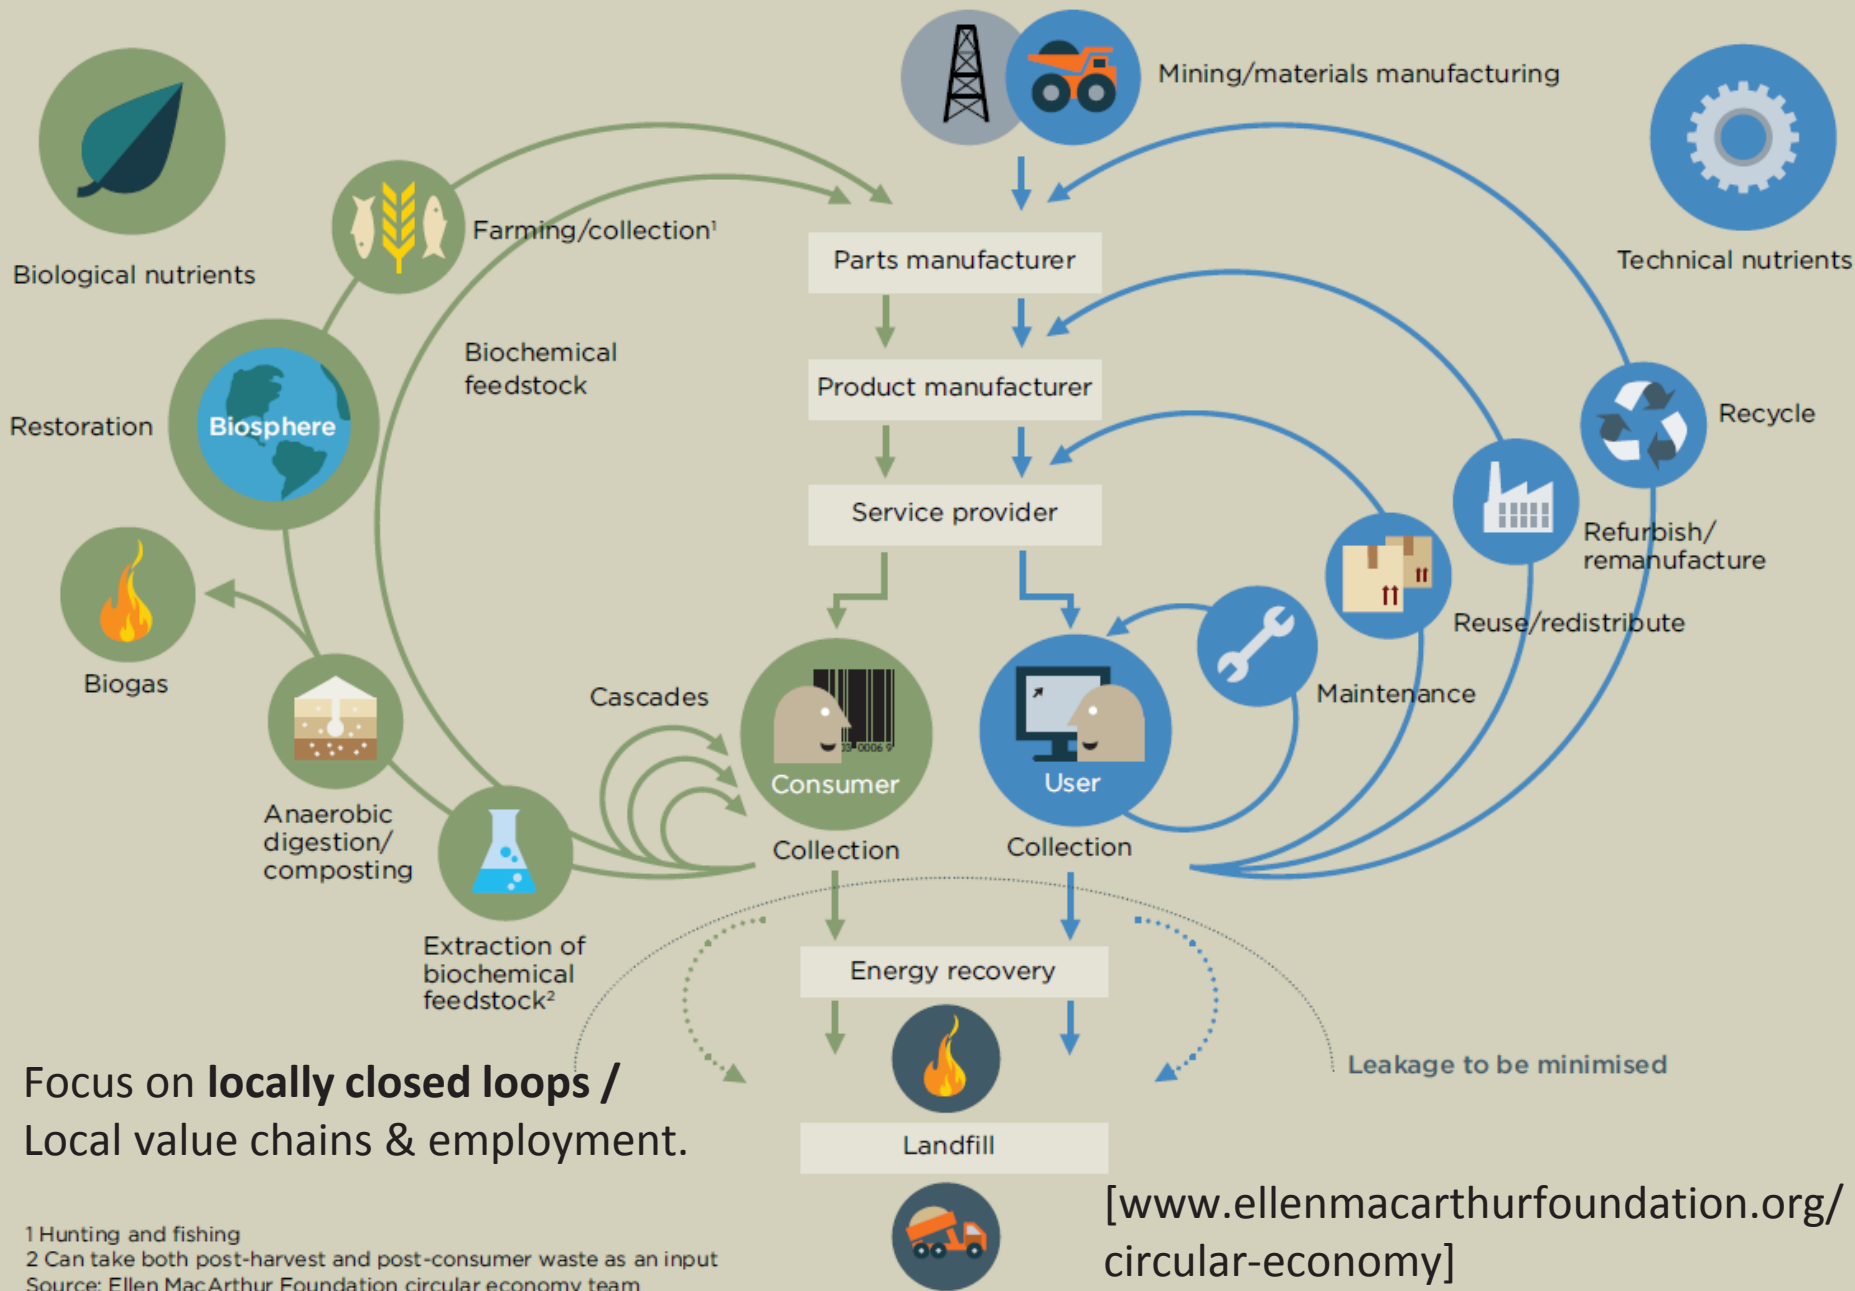 Mining/materials manufacturing
Biological nutrients
Farming/collection¹
Technical nutrients
Parts manufacturer
Biochemical
feedstock
Product manufacturer
Restoration
Biosphere
Recycle
Service provider
Refurbish/
remanufacture
Reuse/redistribute
Biogas
Cascades
Maintenance
Consumer
User
Anaerobic
digestion/
composting
Collection
Collection
Extraction of
biochemical
feedstock²
Energy recovery
Leakage to be minimised
Focus on locally closed loops /
Local value chains & employment.
Landfill
[www.ellenmacarthurfoundation.org/
circular-economy]
1 Hunting and fishing
2 Can take both post-harvest and post-consumer waste as an input
Source: Ellen MacArthur Foundation circular economy team